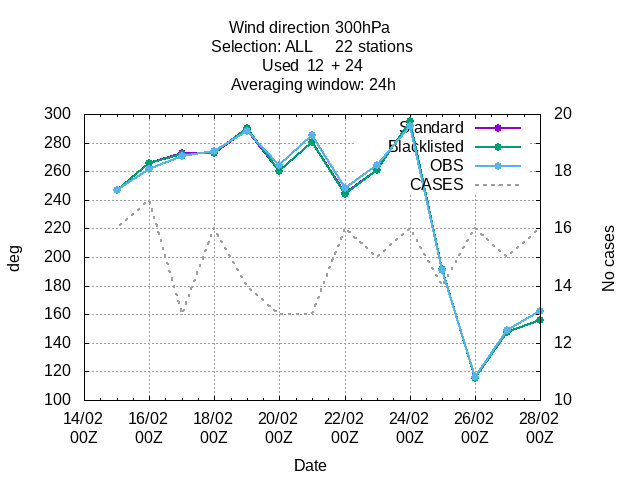 Wind direction 300hPa
Selection: ALL 22 stations
Used 12 + 24
Averaging window: 24h
300
280
260
240
220
200
180
160
140
120
100
20
18
16
14
12
10
Standard
Blacklisted
OBS
CASES
deg
No cases
14/02 16/02 18/02 20/02 22/02 24/02 26/02 28/02
00Z 00Z 00Z 00Z 00Z 00Z 00Z 00Z
Date